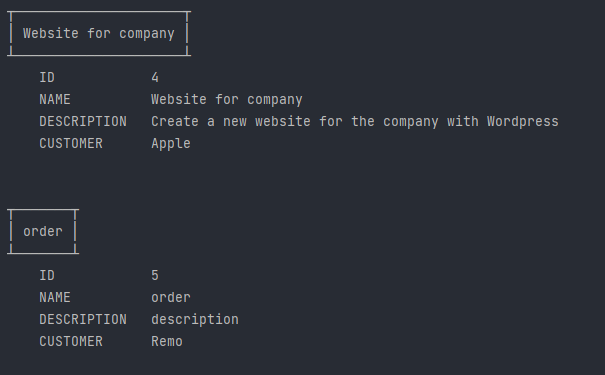 Website for company
ID 4
NAME Website for company
DESCRIPTION Create a new website for the company with Wordpress
CUSTOMER Apple
order
ID 5
NAME order
DESCRIPTION description
CUSTOMER Remo